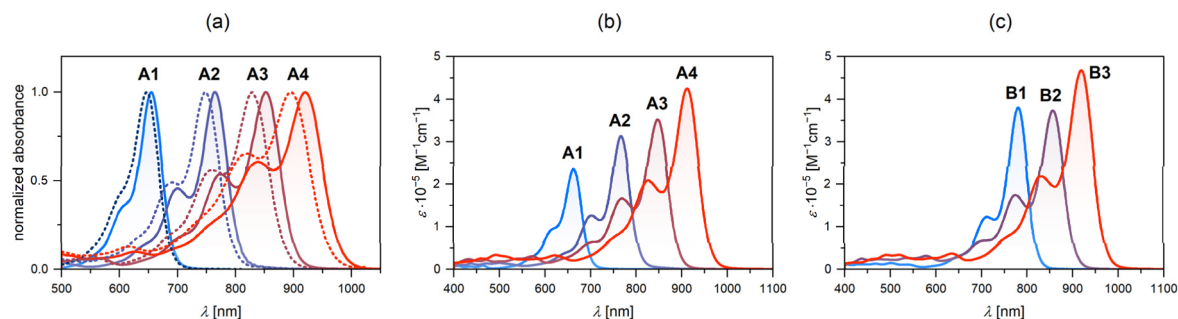 (a)
A1 A2 A3 A4
normalized absorbance
1.0
0.5
0.0
500 600 700 800 900 1000
λ [nm]
(b)
A1 A2 A3 A4
ε ·10⁻⁵ [M⁻¹cm⁻¹]
5
4
3
2
1
0
400 500 600 700 800 900 1000 1100
λ [nm]
(c)
B1 B2 B3
ε ·10⁻⁵ [M⁻¹cm⁻¹]
5
4
3
2
1
0
400 500 600 700 800 900 1000 1100
λ [nm]